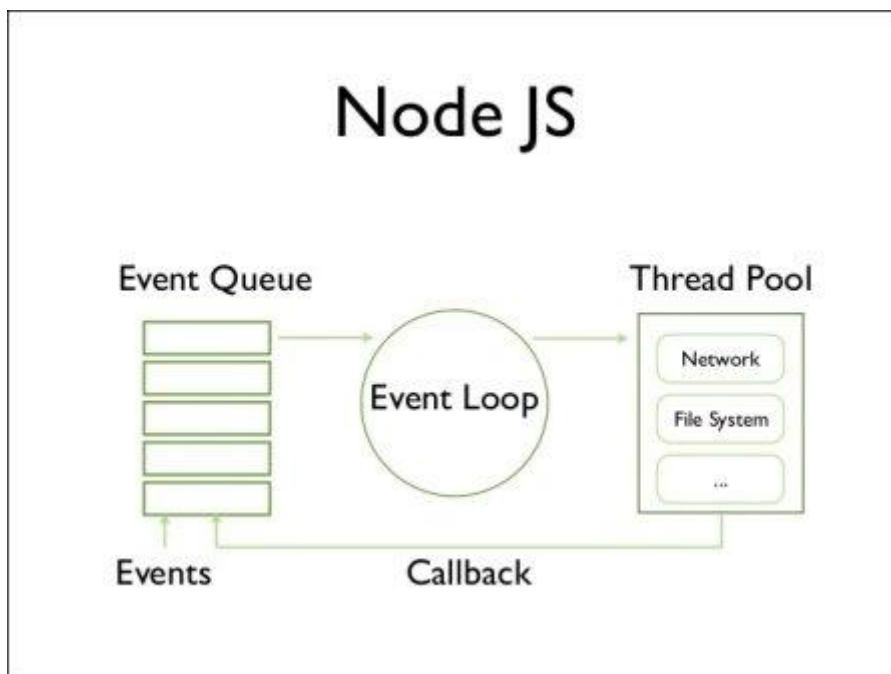 Node JS
Event Queue
Thread Pool
Event Loop
Network
File System
...
Events
Callback